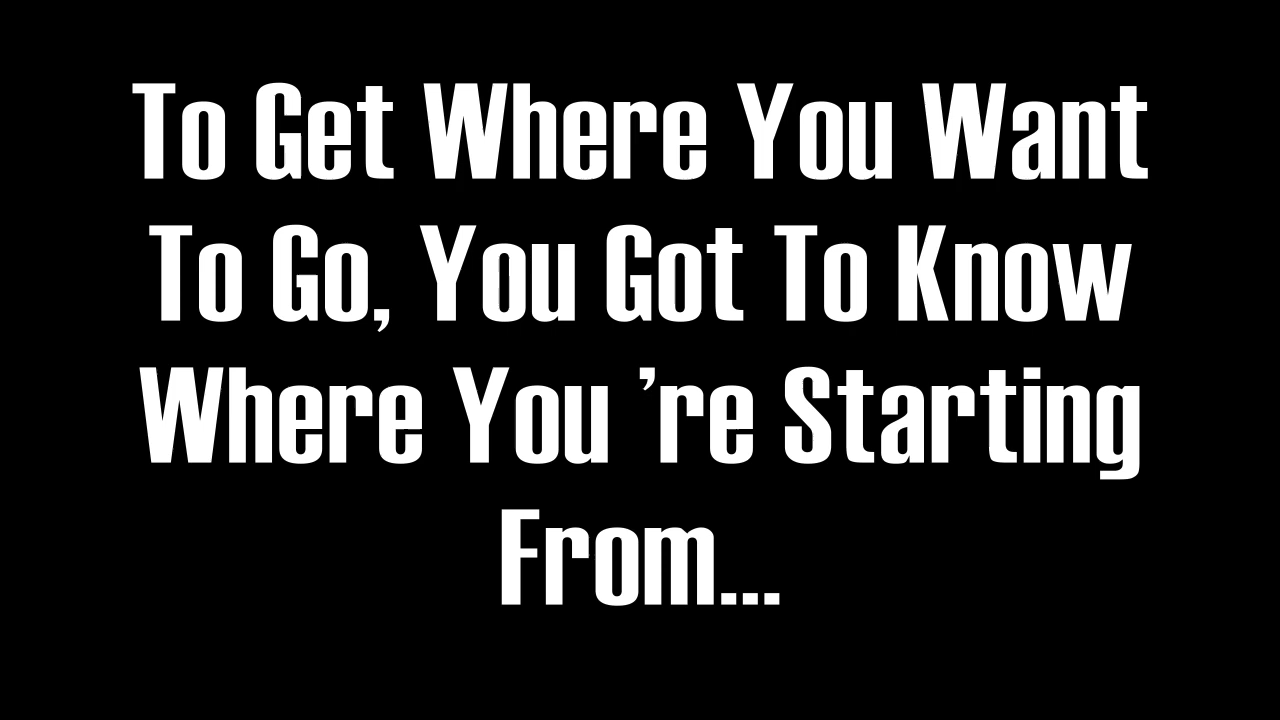 To Get Where You Want
To Go, You Got To Know
Where You 're Starting
From...